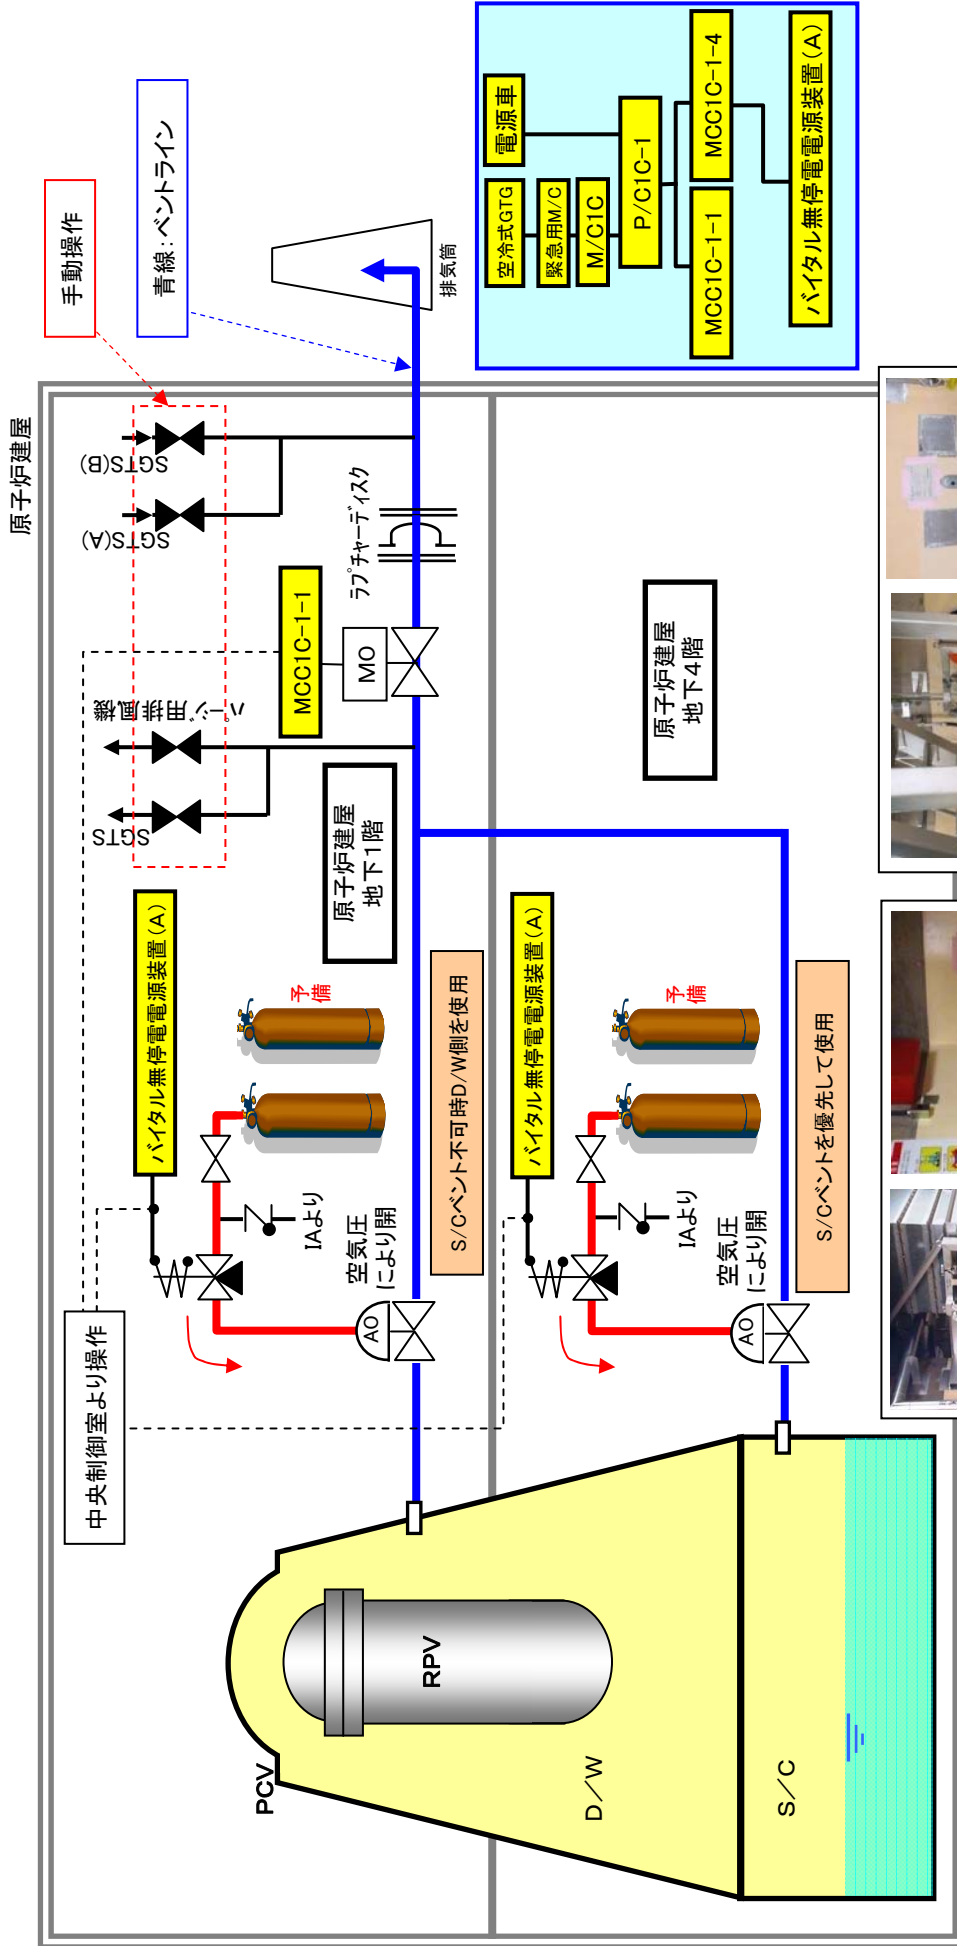 原子炉建屋
手動操作
青線：ベントライン
排気筒
電源車
空冷式GTG
緊急用M/C
M/C1C
P/C1C-1
MCC1C-1-1
MCC1C-1-4
バイタル無停電電源装置(A)
SGTS(B)
SGTS(A)
ラプチャーディスク
MCC1C-1-1
MO
パージ用排風機
SGTS
原子炉建屋
地下1階
原子炉建屋
地下4階
バイタル無停電電源装置(A)
予備
IAより
空気圧
により開
AO
S/Cベント不可時D/W側を使用
バイタル無停電電源装置(A)
予備
IAより
空気圧
により開
AO
S/Cベントを優先して使用
中央制御室より操作
PCV
RPV
D/W
S/C